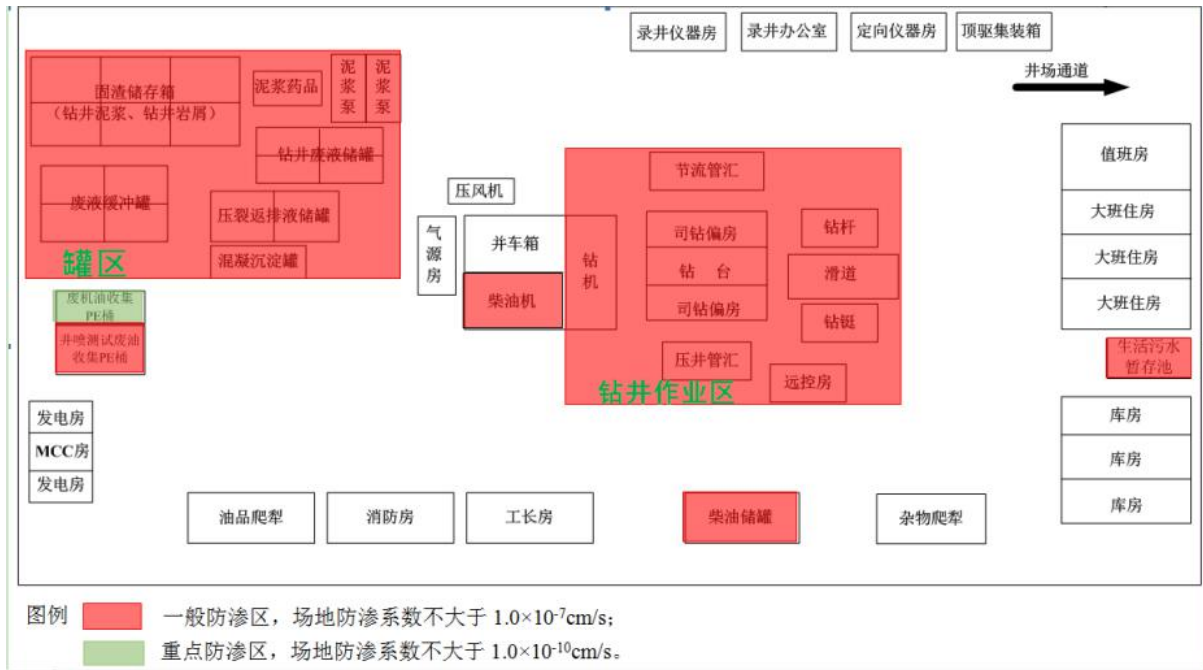 录井仪器房
录井办公室
定向仪器房
顶驱集装箱
井场通道
固渣储存箱
（钻井泥浆、钻井岩屑）
泥浆药品
泥浆泵
泥浆泵
钻井废液储罐
废液缓冲罐
压裂返排液储罐
混凝沉淀罐
罐区
废机油收集
PE桶
井喷测试废油
收集PE桶
压风机
气源房
并车箱
柴油机
钻机
节流管汇
司钻偏房
钻 台
司钻偏房
压井管汇
钻杆
滑道
钻铤
远控房
钻井作业区
值班房
大班住房
大班住房
大班住房
生活污水
暂存池
库房
库房
库房
发电房
MCC房
发电房
油品爬犁
消防房
工长房
柴油储罐
杂物爬犁
图例
一般防渗区，场地防渗系数不大于 1.0×10⁻⁷cm/s；
重点防渗区，场地防渗系数不大于 1.0×10⁻¹⁰cm/s。